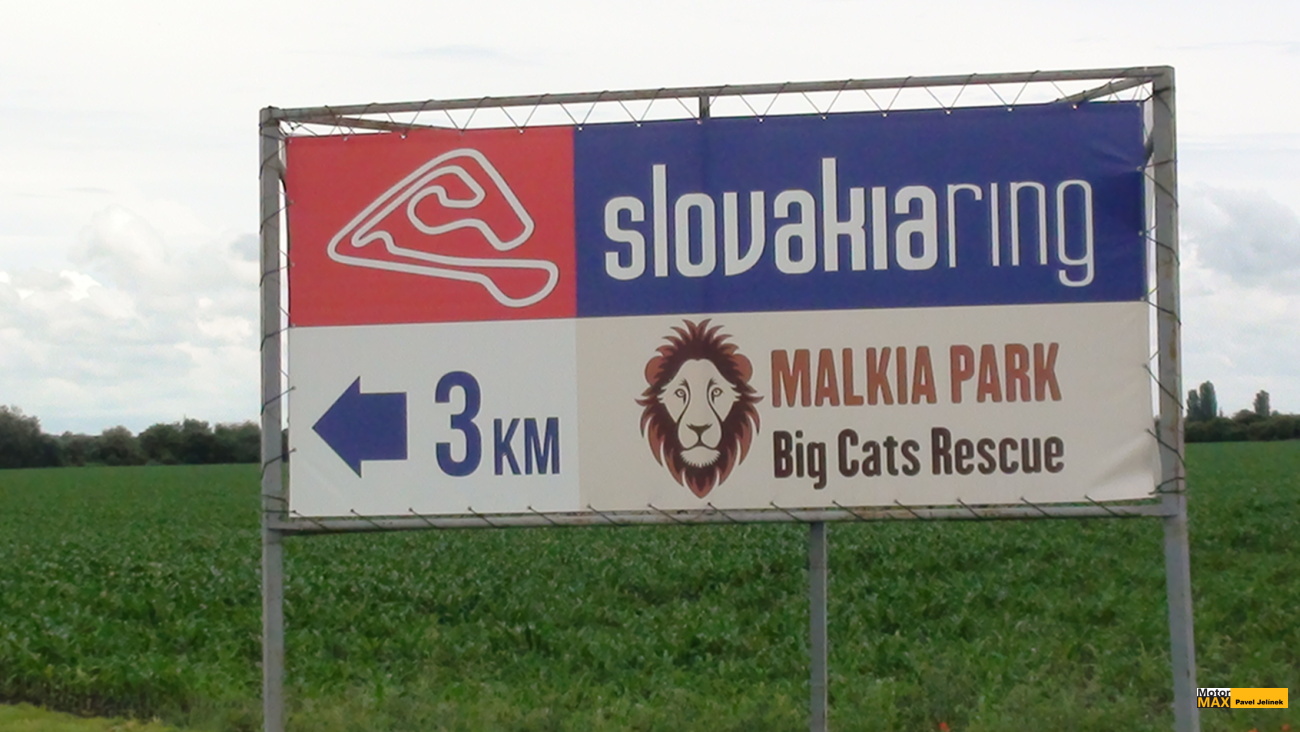 slovakiaring
3 KM
MALKIA PARK
Big Cats Rescue
Motor
MAX
Pavel Jelínek